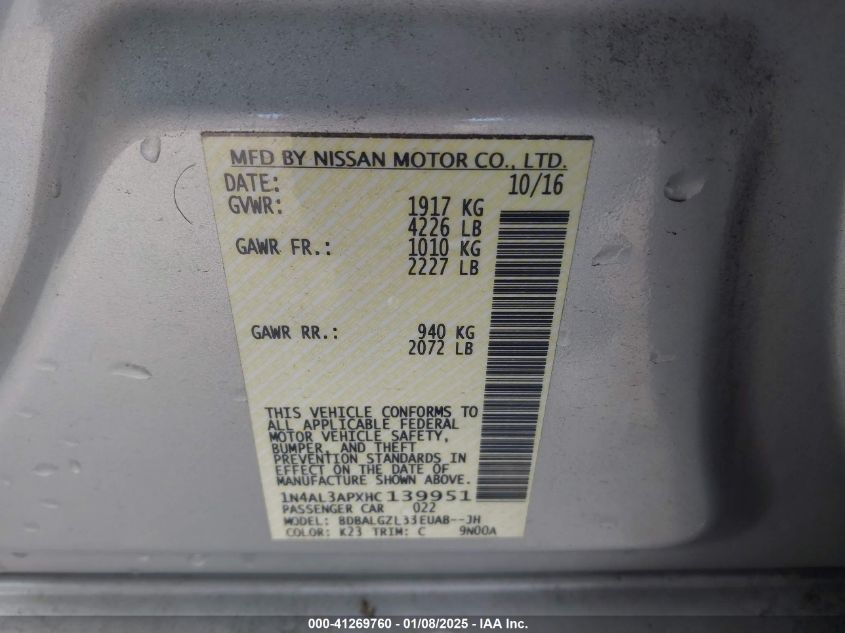 MFD BY NISSAN MOTOR CO., LTD.
DATE: 10/16
GVWR: 1917 KG
4226 LB
GAWR FR.: 1010 KG
2227 LB
GAWR RR.: 940 KG
2072 LB
THIS VEHICLE CONFORMS TO
ALL APPLICABLE FEDERAL
MOTOR VEHICLE SAFETY,
BUMPER, AND THEFT
PREVENTION STANDARDS IN
EFFECT ON THE DATE OF
MANUFACTURE SHOWN ABOVE.
1N4AL3APXHC139951
PASSENGER CAR 022
MODEL: BDBALGZL33EUAB--JH
COLOR: K23 TRIM: C 9N00A
000-41269760 - 01/08/2025 - IAA Inc.